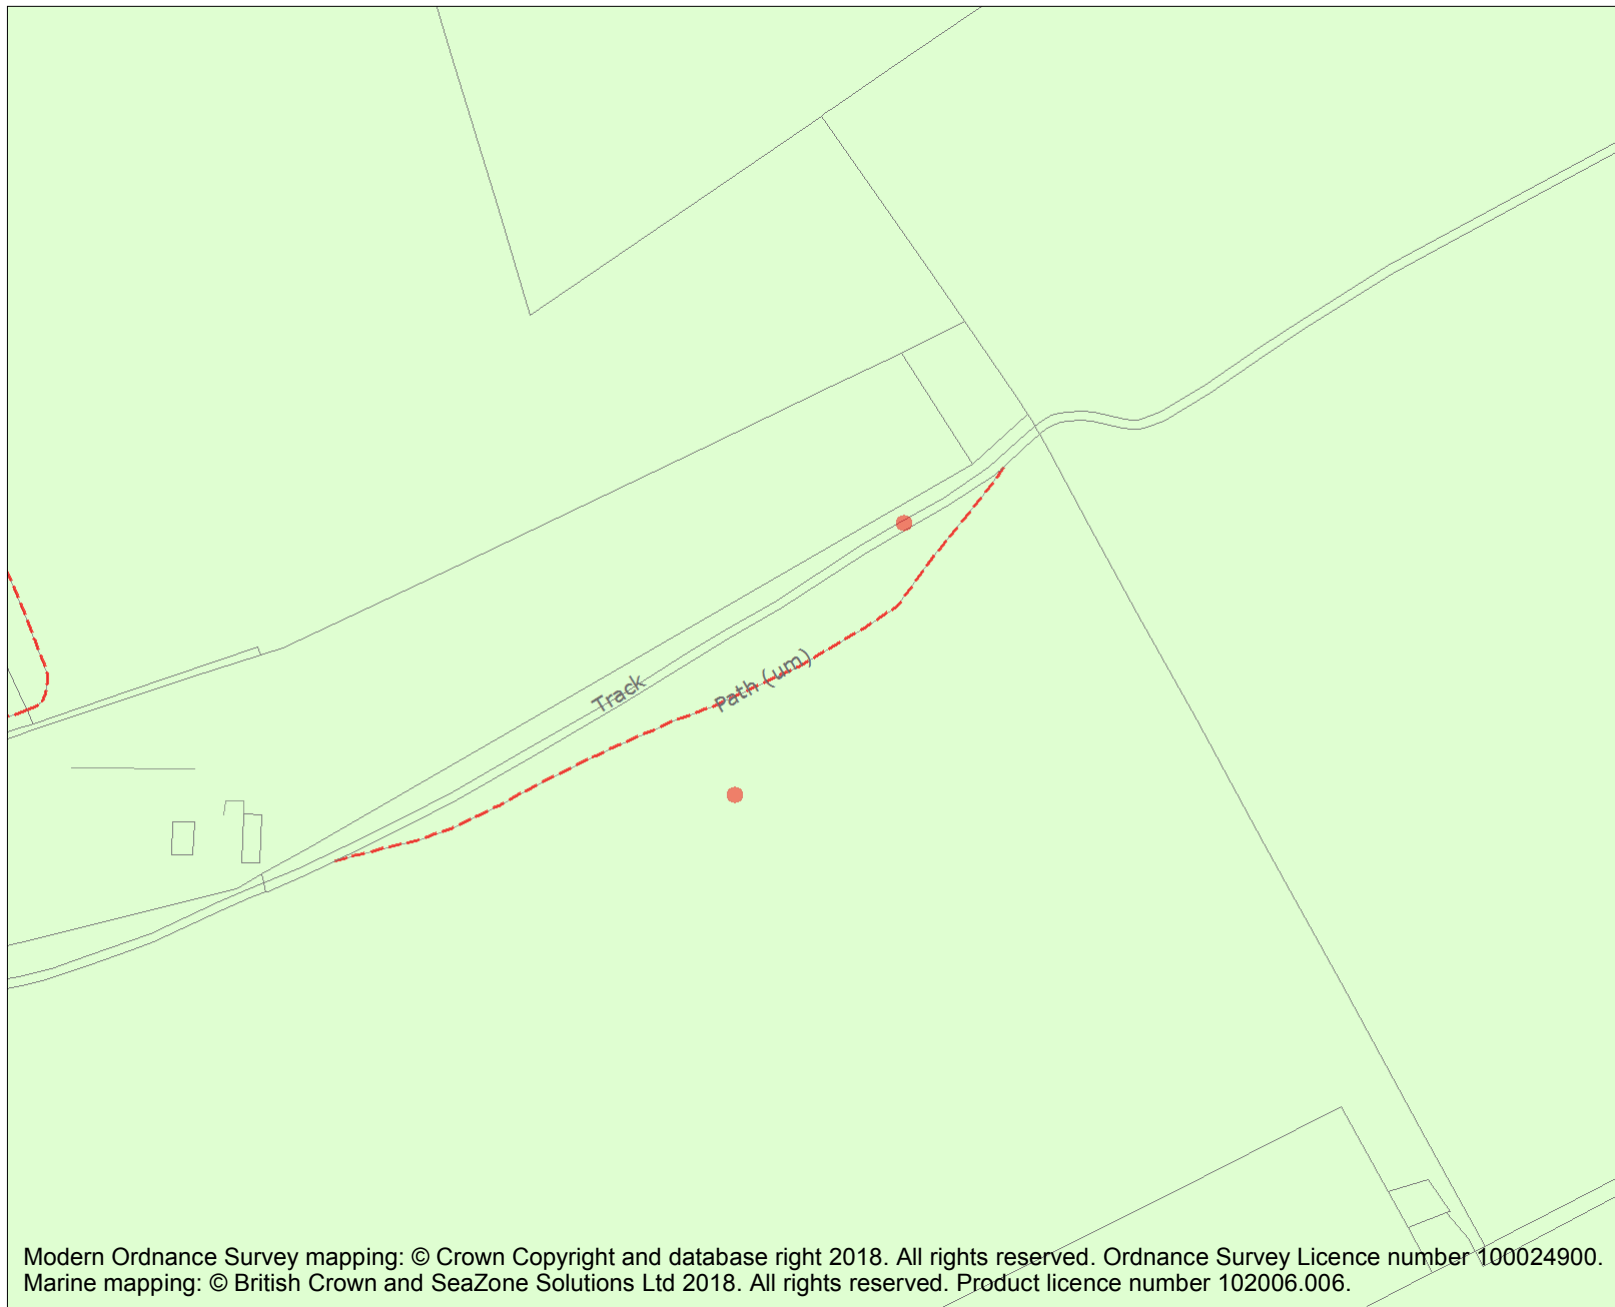 Track
Path (um)
Modern Ordnance Survey mapping: © Crown Copyright and database right 2018. All rights reserved. Ordnance Survey Licence number 100024900.
Marine mapping: © British Crown and SeaZone Solutions Ltd 2018. All rights reserved. Product licence number 102006.006.